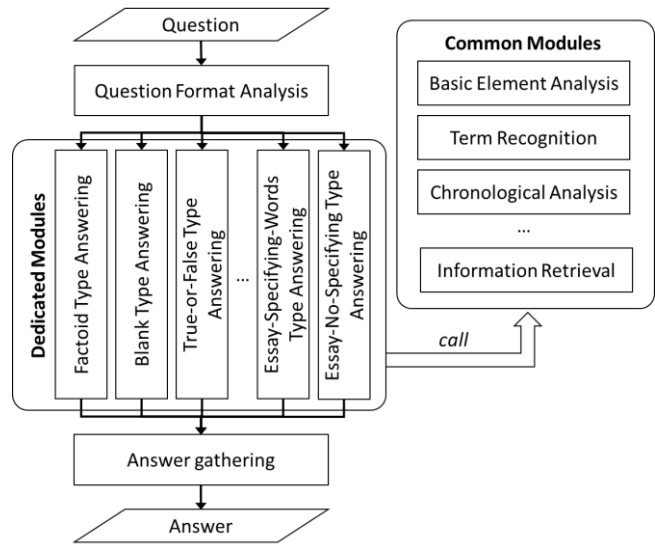 Question
Question Format Analysis
Dedicated Modules
Factoid Type Answering
Blank Type Answering
True-or-False Type
Answering
...
Essay-Specifying-Words
Type Answering
Essay-No-Specifying Type
Answering
Answer gathering
Answer
call
Common Modules
Basic Element Analysis
Term Recognition
Chronological Analysis
...
Information Retrieval